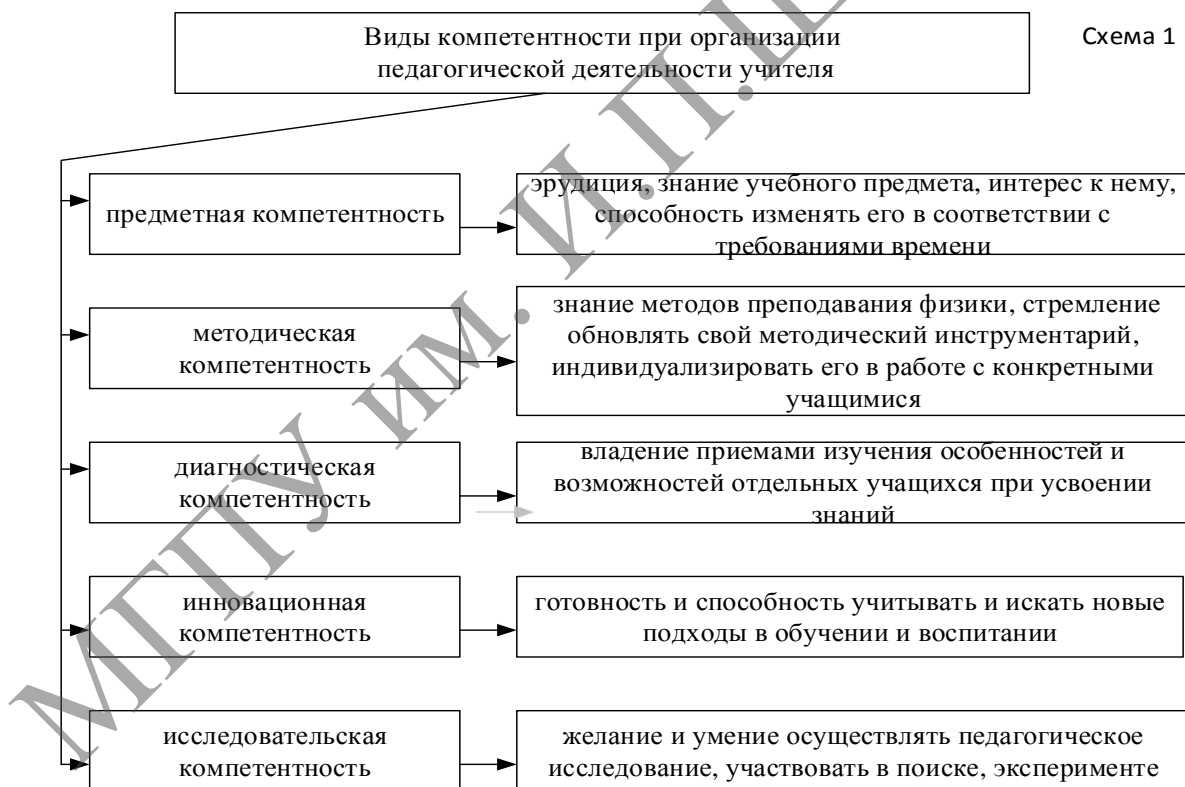 Виды компетентности при организации
педагогической деятельности учителя
Схема 1
предметная компетентность
эрудиция, знание учебного предмета, интерес к нему,
способность изменять его в соответствии с
требованиями времени
методическая
компетентность
знание методов преподавания физики, стремление
обновлять свой методический инструментарий,
индивидуализировать его в работе с конкретными
учащимися
диагностическая
компетентность
владение приемами изучения особенностей и
возможностей отдельных учащихся при усвоении
знаний
инновационная
компетентность
готовность и способность учитывать и искать новые
подходы в обучении и воспитании
исследовательская
компетентность
желание и умение осуществлять педагогическое
исследование, участвовать в поиске, эксперименте
МГПУ им. И.П.